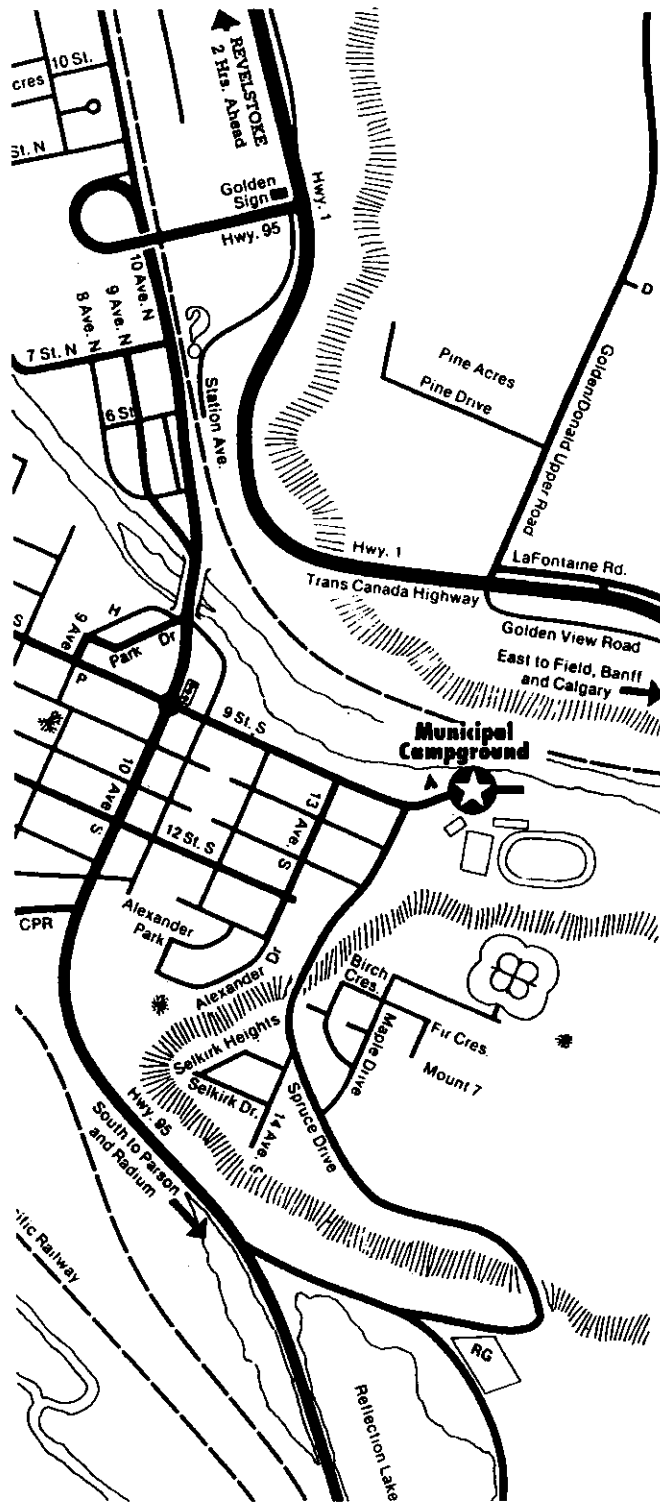 10 St.
cres
St. N
REVELSTOKE
2 Hrs. Ahead
Golden
Sign
Hwy. 95
Hwy. 1
10 Ave. N
9 Ave. N
8 Ave. N
7 St. N
6 St
?
Station Ave.
D
Pine Acres
Pine Drive
Golden/Donald Upper Road
Hwy. 1
Trans Canada Highway
LaFontaine Rd.
Golden View Road
East to Field, Banff
and Calgary
S
9 Ave
H
Park Dr
P
9 St. S
Municipal
Campground
A
10 Ave S
12 St. S
13 Ave. S
CPR
Alexander
Park
Alexander Dr
Birch
Cres.
Fir Cres.
Maple Drive
Mount 7
Selkirk Heights
Selkirk Dr.
14 Ave. S
Spruce Drive
Hwy. 95
South to Parson
and Radium
ific Railway
RG
Reflection Lake